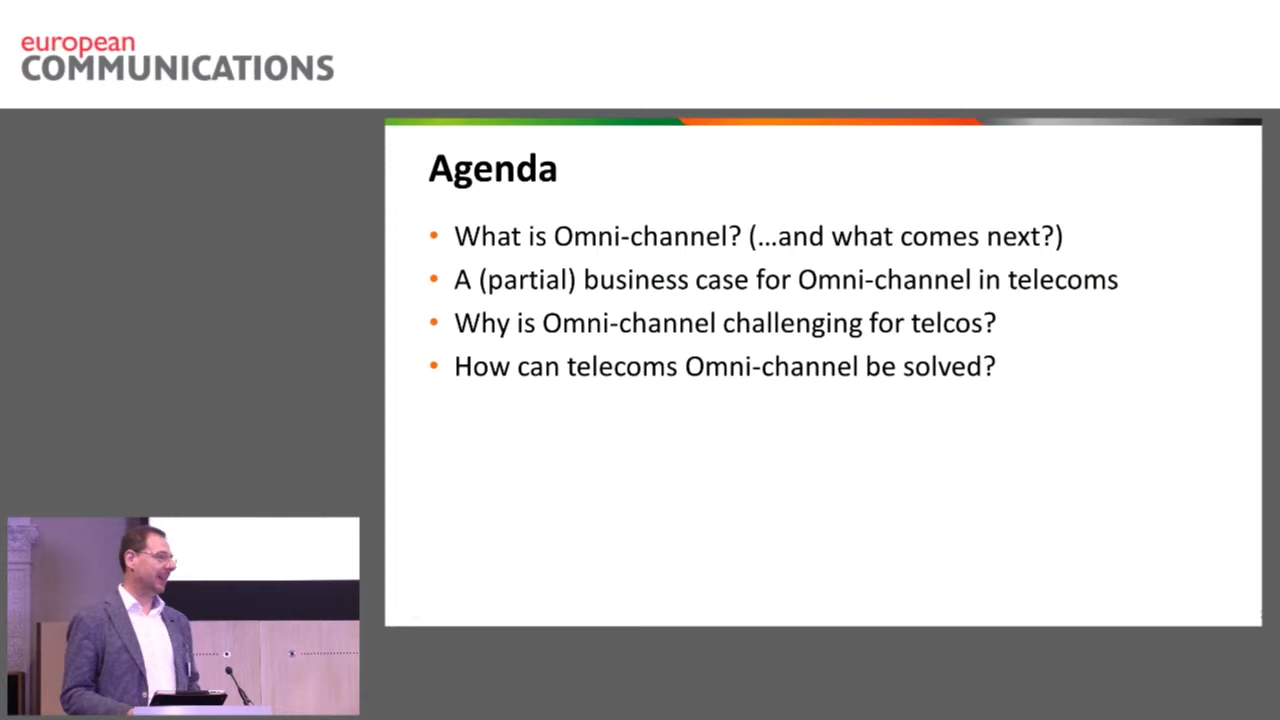 european
COMMUNICATIONS
Agenda
• What is Omni-channel? (…and what comes next?)
• A (partial) business case for Omni-channel in telecoms
• Why is Omni-channel challenging for telcos?
• How can telecoms Omni-channel be solved?